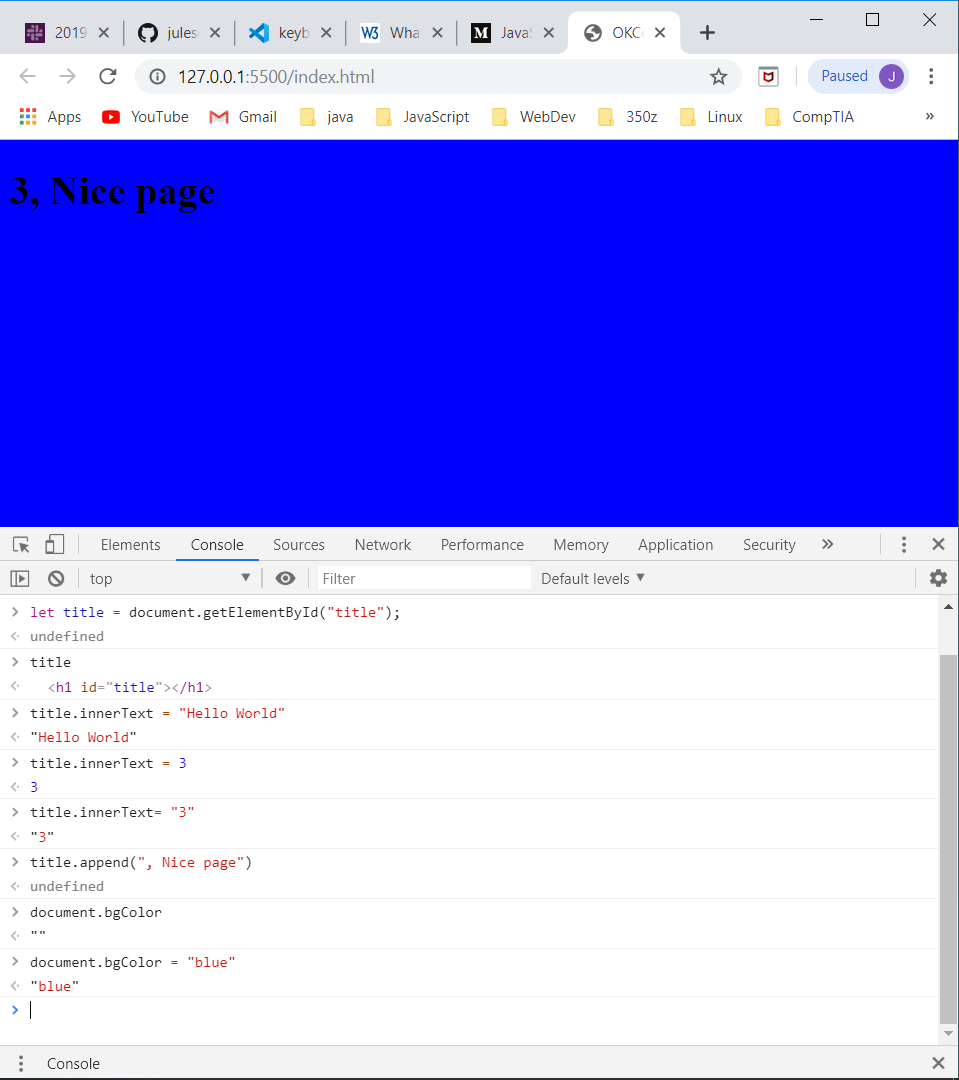 2019
jules
keyb
W3 Wha
M Java
OKC
127.0.0.1:5500/index.html
Paused J
Apps YouTube Gmail java JavaScript WebDev 350z Linux CompTIA »
3, Nice page
Elements Console Sources Network Performance Memory Application Security »
top Filter Default levels
let title = document.getElementById("title");
undefined
title
<h1 id="title"></h1>
title.innerText = "Hello World"
"Hello World"
title.innerText = 3
3
title.innerText= "3"
"3"
title.append(", Nice page")
undefined
document.bgColor
""
document.bgColor = "blue"
"blue"
Console